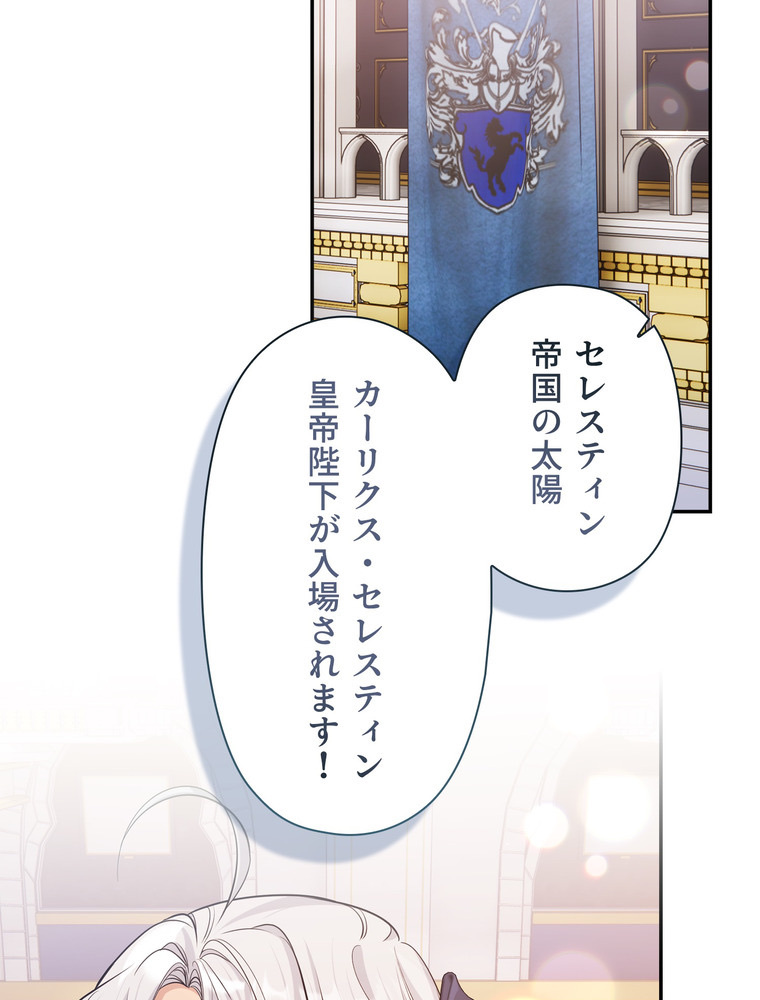 セレスティン
帝国の太陽
カーリクス・セレスティン
皇帝陛下が入場されます！